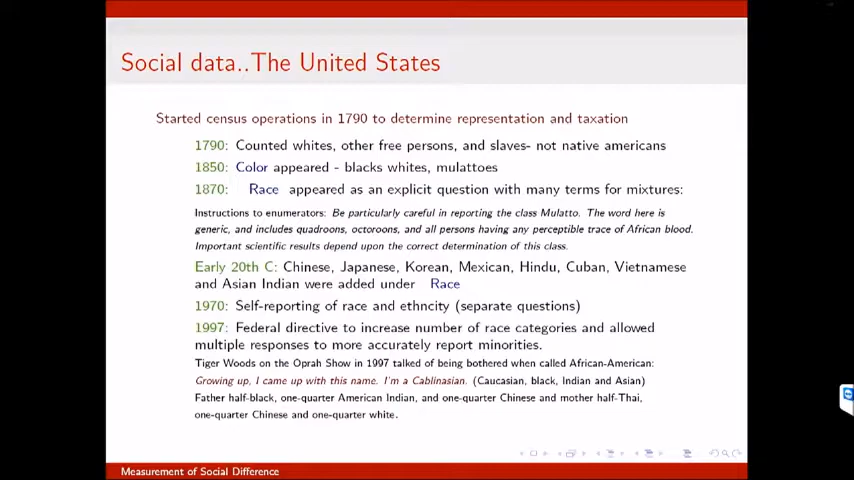 Social data..The United States
Started census operations in 1790 to determine representation and taxation
1790: Counted whites, other free persons, and slaves- not native americans
1850: Color appeared - blacks whites, mulattoes
1870: Race appeared as an explicit question with many terms for mixtures:
Instructions to enumerators: Be particularly careful in reporting the class Mulatto. The word here is
generic, and includes quadroons, octoroons, and all persons having any perceptible trace of African blood.
Important scientific results depend upon the correct determination of this class.
Early 20th C: Chinese, Japanese, Korean, Mexican, Hindu, Cuban, Vietnamese
and Asian Indian were added under Race
1970: Self-reporting of race and ethncity (separate questions)
1997: Federal directive to increase number of race categories and allowed
multiple responses to more accurately report minorities.
Tiger Woods on the Oprah Show in 1997 talked of being bothered when called African-American:
Growing up, I came up with this name. I'm a Cablinasian. (Caucasian, black, Indian and Asian)
Father half-black, one-quarter American Indian, and one-quarter Chinese and mother half-Thai,
one-quarter Chinese and one-quarter white.
Measurement of Social Difference